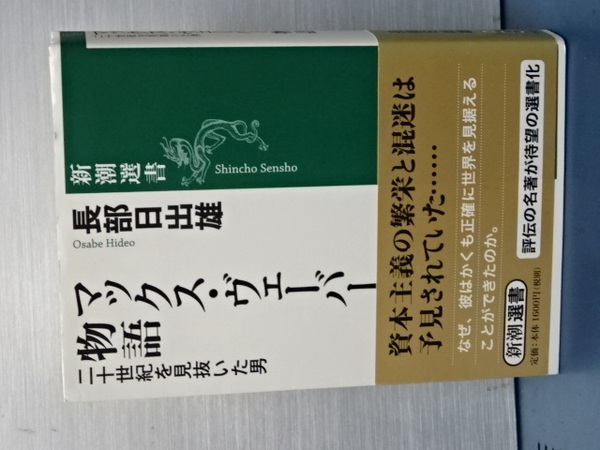 新潮選書
Shincho Sensho
長部日出雄
Osabe Hideo
マックス・ヴェーバー
物語
二十世紀を見抜いた男
資本主義の繁栄と混迷は
予見されていた……
なぜ、彼はかくも正確に世界を見据える
ことができたのか。
評伝の名著が待望の選書化
新潮選書
定価:本体1600円(税別)